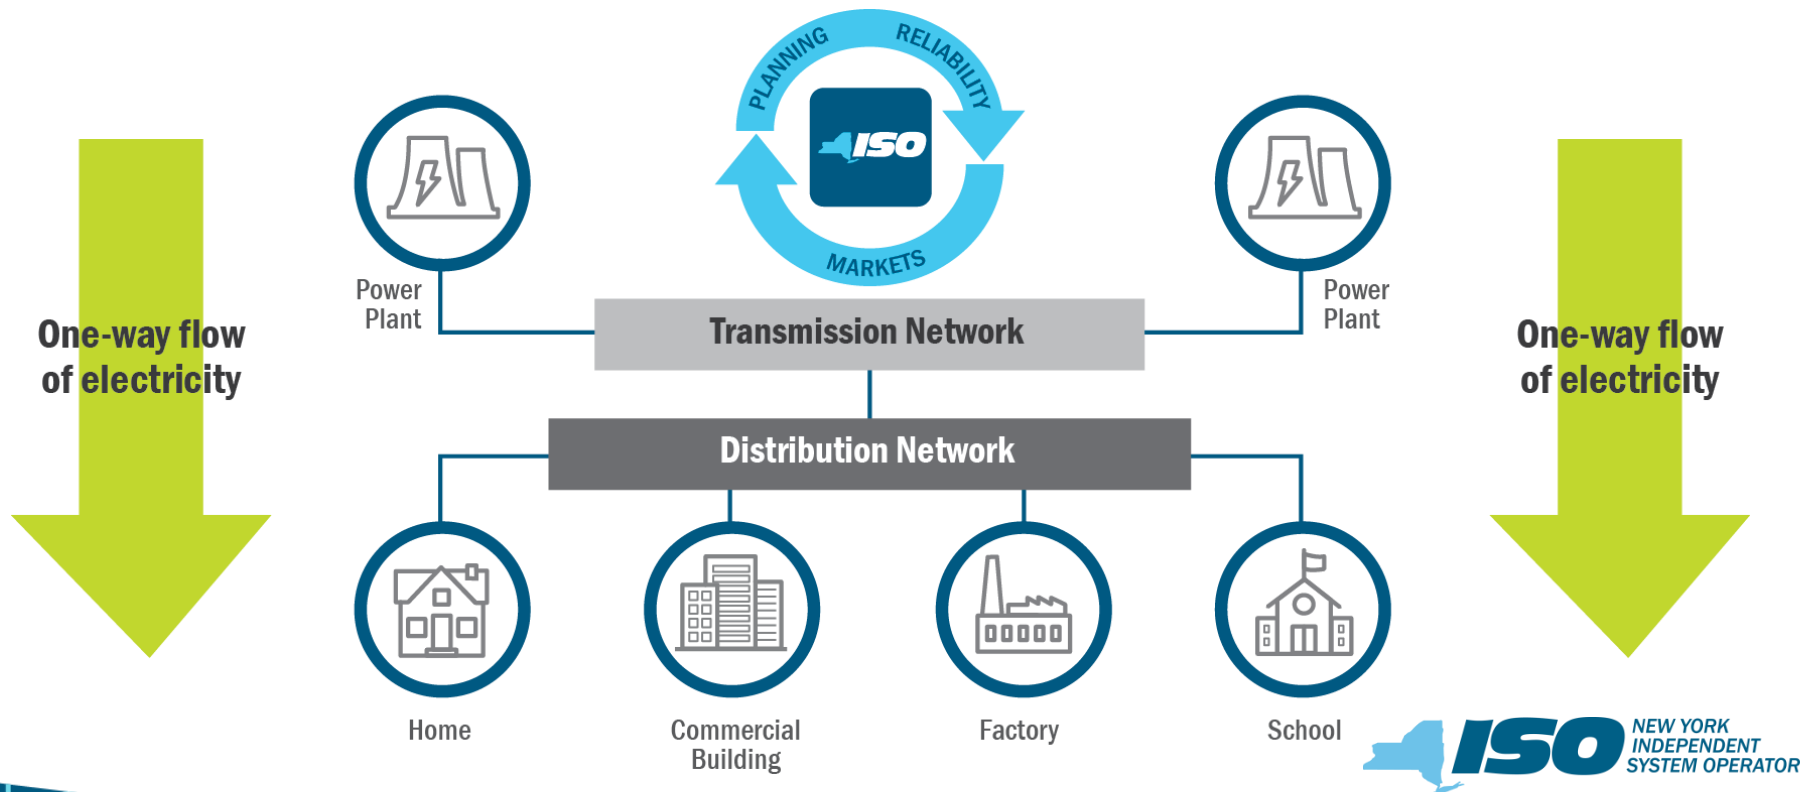 PLANNING
RELIABILITY
ISO
MARKETS
Power
Plant
Power
Plant
One-way flow
of electricity
Transmission Network
One-way flow
of electricity
Distribution Network
Home
Commercial
Building
Factory
School
ISO
NEW YORK
INDEPENDENT
SYSTEM OPERATOR